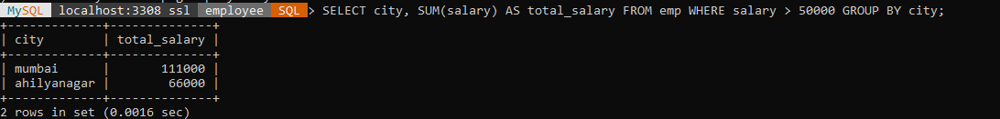 MySQL localhost:3308 ssl employee SQL > SELECT city, SUM(salary) AS total_salary FROM emp WHERE salary > 50000 GROUP BY city;
+-------------+--------------+
| city        | total_salary |
+-------------+--------------+
| mumbai      |       111000 |
| ahilyanagar |        66000 |
+-------------+--------------+
2 rows in set (0.0016 sec)